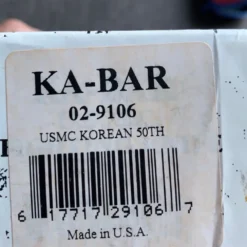 KA-BAR
02-9106
USMC KOREAN 50TH
6 17717 29106 7
Made in U.S.A.